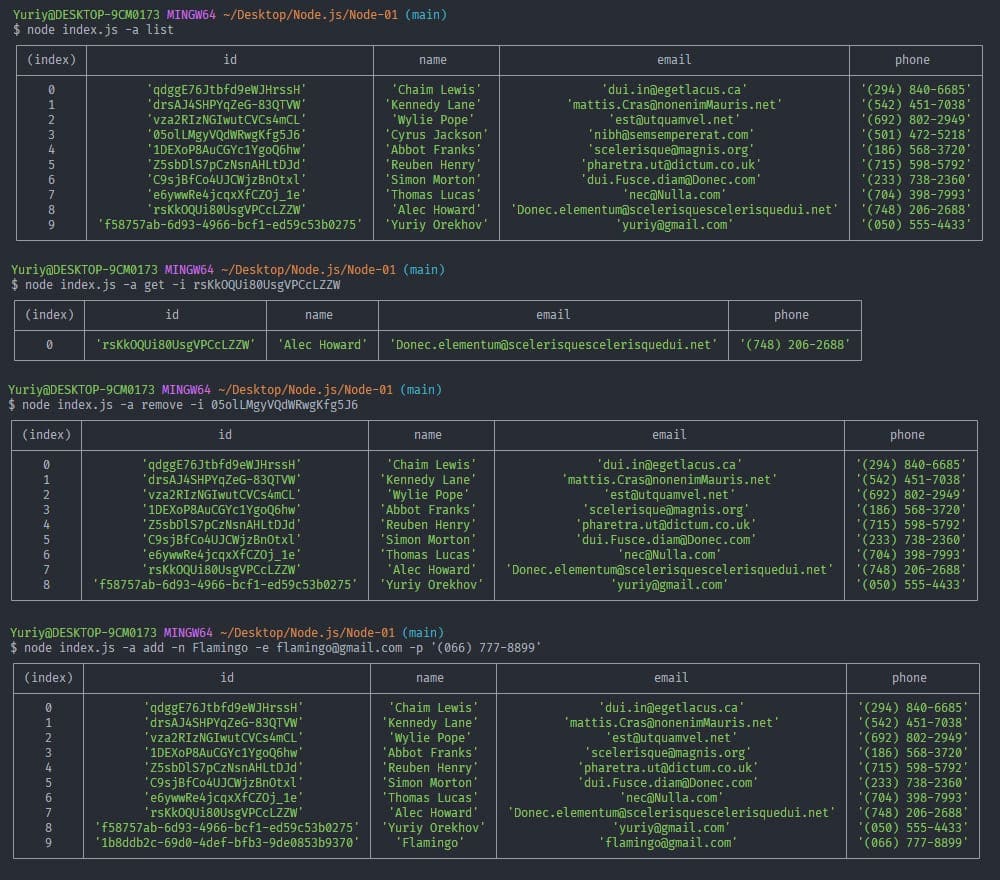 Yuriy@DESKTOP-9CM0173 MINGW64 ~/Desktop/Node.js/Node-01 (main)
$ node index.js -a list
(index) id name email phone
0 'qdggE76Jtbfd9eWJHrssH' 'Chaim Lewis' 'dui.in@egetlacus.ca' '(294) 840-6685'
1 'drsAJ4SHPYqZeG-83QTVW' 'Kennedy Lane' 'mattis.Cras@nonenimMauris.net' '(542) 451-7038'
2 'vza2RIzNGIwutCVCs4mCL' 'Wylie Pope' 'est@utquamvel.net' '(692) 802-2949'
3 '05olLMgyVQdWRwgKfg5J6' 'Cyrus Jackson' 'nibh@semsempererat.com' '(501) 472-5218'
4 '1DEXoP8AuCGYc1YgoQ6hw' 'Abbot Franks' 'scelerisque@magnis.org' '(186) 568-3720'
5 'Z5sbDlS7pCzNsnAHLtDJd' 'Reuben Henry' 'pharetra.ut@dictum.co.uk' '(715) 598-5792'
6 'C9sjBfCo4UJCWjzBnOtxl' 'Simon Morton' 'dui.Fusce.diam@Donec.com' '(233) 738-2360'
7 'e6ywwRe4jcqxXfCZOj_1e' 'Thomas Lucas' 'nec@Nulla.com' '(704) 398-7993'
8 'rsKkOQUi80UsgVPCcLZZW' 'Alec Howard' 'Donec.elementum@scelerisquescelerisquedui.net' '(748) 206-2688'
9 'f58757ab-6d93-4966-bcf1-ed59c53b0275' 'Yuriy Orekhov' 'yuriy@gmail.com' '(050) 555-4433'
Yuriy@DESKTOP-9CM0173 MINGW64 ~/Desktop/Node.js/Node-01 (main)
$ node index.js -a get -i rsKkOQUi80UsgVPCcLZZW
(index) id name email phone
0 'rsKkOQUi80UsgVPCcLZZW' 'Alec Howard' 'Donec.elementum@scelerisquescelerisquedui.net' '(748) 206-2688'
Yuriy@DESKTOP-9CM0173 MINGW64 ~/Desktop/Node.js/Node-01 (main)
$ node index.js -a remove -i 05olLMgyVQdWRwgKfg5J6
(index) id name email phone
0 'qdggE76Jtbfd9eWJHrssH' 'Chaim Lewis' 'dui.in@egetlacus.ca' '(294) 840-6685'
1 'drsAJ4SHPYqZeG-83QTVW' 'Kennedy Lane' 'mattis.Cras@nonenimMauris.net' '(542) 451-7038'
2 'vza2RIzNGIwutCVCs4mCL' 'Wylie Pope' 'est@utquamvel.net' '(692) 802-2949'
3 '1DEXoP8AuCGYc1YgoQ6hw' 'Abbot Franks' 'scelerisque@magnis.org' '(186) 568-3720'
4 'Z5sbDlS7pCzNsnAHLtDJd' 'Reuben Henry' 'pharetra.ut@dictum.co.uk' '(715) 598-5792'
5 'C9sjBfCo4UJCWjzBnOtxl' 'Simon Morton' 'dui.Fusce.diam@Donec.com' '(233) 738-2360'
6 'e6ywwRe4jcqxXfCZOj_1e' 'Thomas Lucas' 'nec@Nulla.com' '(704) 398-7993'
7 'rsKkOQUi80UsgVPCcLZZW' 'Alec Howard' 'Donec.elementum@scelerisquescelerisquedui.net' '(748) 206-2688'
8 'f58757ab-6d93-4966-bcf1-ed59c53b0275' 'Yuriy Orekhov' 'yuriy@gmail.com' '(050) 555-4433'
Yuriy@DESKTOP-9CM0173 MINGW64 ~/Desktop/Node.js/Node-01 (main)
$ node index.js -a add -n Flamingo -e flamingo@gmail.com -p '(066) 777-8899'
(index) id name email phone
0 'qdggE76Jtbfd9eWJHrssH' 'Chaim Lewis' 'dui.in@egetlacus.ca' '(294) 840-6685'
1 'drsAJ4SHPYqZeG-83QTVW' 'Kennedy Lane' 'mattis.Cras@nonenimMauris.net' '(542) 451-7038'
2 'vza2RIzNGIwutCVCs4mCL' 'Wylie Pope' 'est@utquamvel.net' '(692) 802-2949'
3 '1DEXoP8AuCGYc1YgoQ6hw' 'Abbot Franks' 'scelerisque@magnis.org' '(186) 568-3720'
4 'Z5sbDlS7pCzNsnAHLtDJd' 'Reuben Henry' 'pharetra.ut@dictum.co.uk' '(715) 598-5792'
5 'C9sjBfCo4UJCWjzBnOtxl' 'Simon Morton' 'dui.Fusce.diam@Donec.com' '(233) 738-2360'
6 'e6ywwRe4jcqxXfCZOj_1e' 'Thomas Lucas' 'nec@Nulla.com' '(704) 398-7993'
7 'rsKkOQUi80UsgVPCcLZZW' 'Alec Howard' 'Donec.elementum@scelerisquescelerisquedui.net' '(748) 206-2688'
8 'f58757ab-6d93-4966-bcf1-ed59c53b0275' 'Yuriy Orekhov' 'yuriy@gmail.com' '(050) 555-4433'
9 '1b8ddb2c-69d0-4def-bfb3-9de0853b9370' 'Flamingo' 'flamingo@gmail.com' '(066) 777-8899'